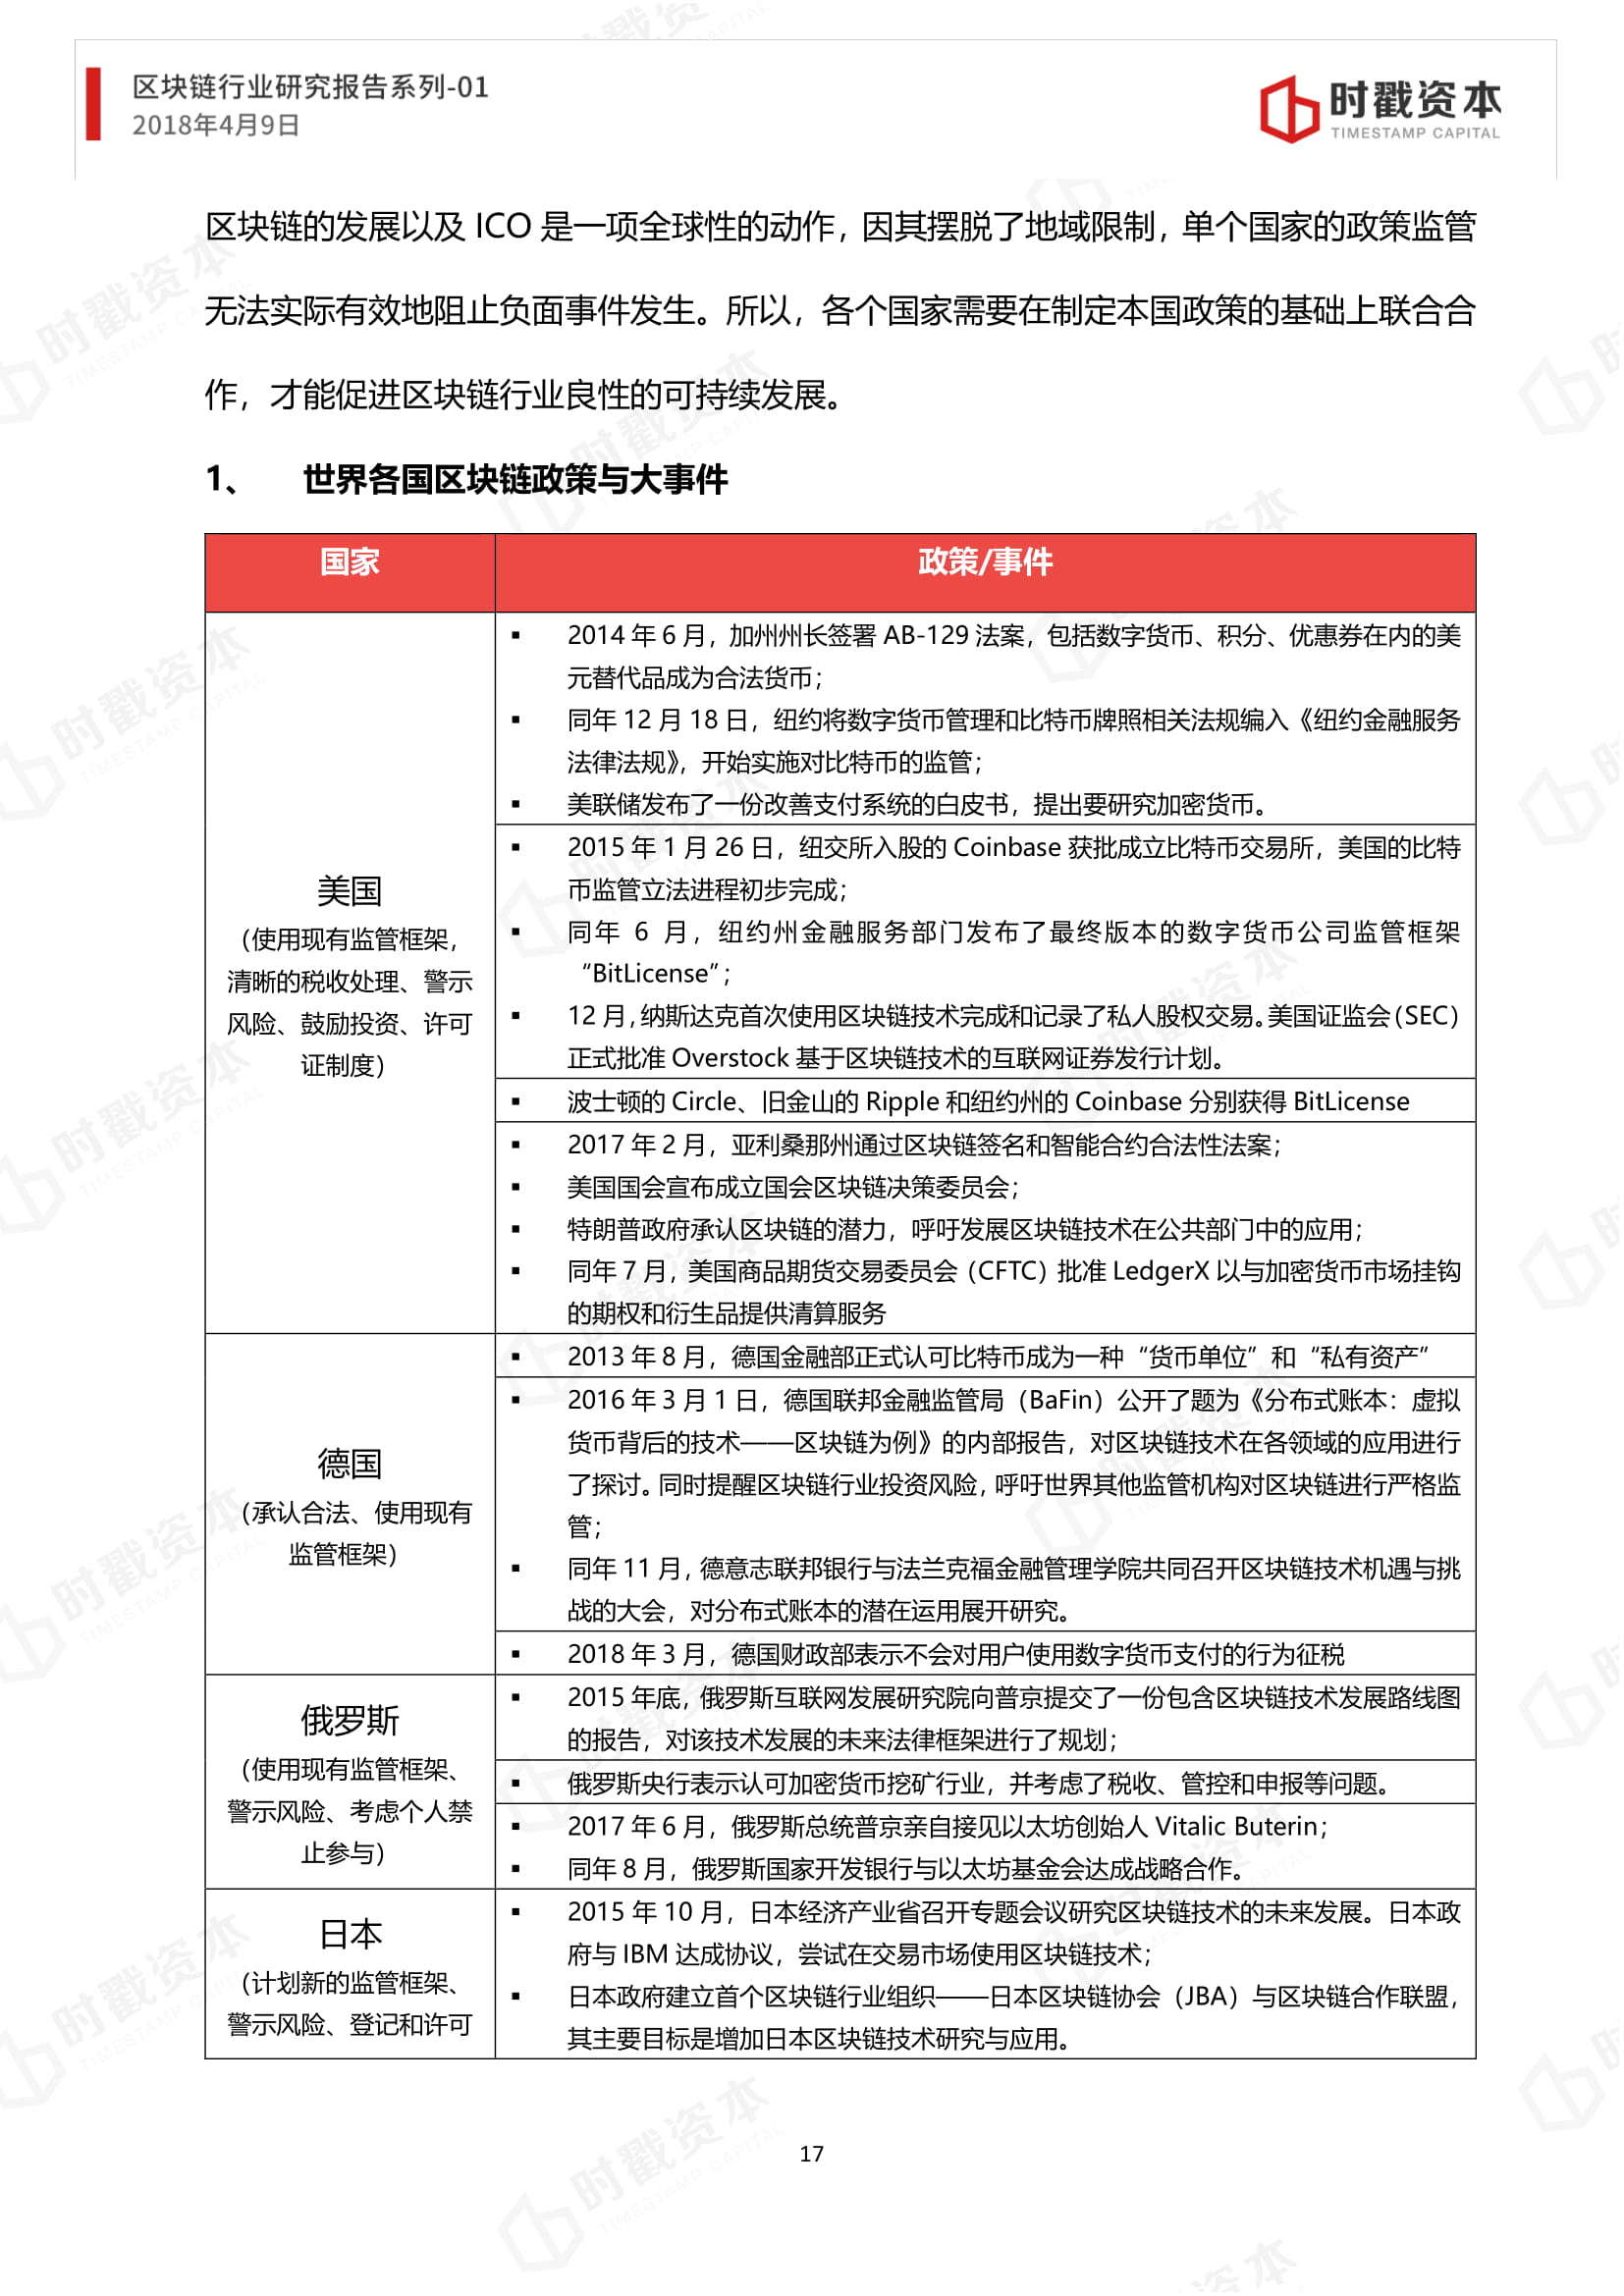 区块链行业研究报告系列-01
2018年4月9日
时戳资本
TIMESTAMP CAPITAL
区块链的发展以及 ICO 是一项全球性的动作，因其摆脱了地域限制，单个国家的政策监管
无法实际有效地阻止负面事件发生。所以，各个国家需要在制定本国政策的基础上联合合
作，才能促进区块链行业良性的可持续发展。
1、 世界各国区块链政策与大事件
国家 政策/事件
美国
（使用现有监管框架，
清晰的税收处理、警示
风险、鼓励投资、许可
证制度）
▪ 2014 年 6 月，加州州长签署 AB-129 法案，包括数字货币、积分、优惠券在内的美
元替代品成为合法货币；
▪ 同年 12 月 18 日，纽约将数字货币管理和比特币牌照相关法规编入《纽约金融服务
法律法规》，开始实施对比特币的监管；
▪ 美联储发布了一份改善支付系统的白皮书，提出要研究加密货币。
▪ 2015 年 1 月 26 日，纽交所入股的 Coinbase 获批成立比特币交易所，美国的比特
币监管立法进程初步完成；
▪ 同年 6 月，纽约州金融服务部门发布了最终版本的数字货币公司监管框架
“BitLicense”；
▪ 12 月，纳斯达克首次使用区块链技术完成和记录了私人股权交易。美国证监会（SEC）
正式批准 Overstock 基于区块链技术的互联网证券发行计划。
▪ 波士顿的 Circle、旧金山的 Ripple 和纽约州的 Coinbase 分别获得 BitLicense
▪ 2017 年 2 月，亚利桑那州通过区块链签名和智能合约合法性法案；
▪ 美国国会宣布成立国会区块链决策委员会；
▪ 特朗普政府承认区块链的潜力，呼吁发展区块链技术在公共部门中的应用；
▪ 同年 7 月，美国商品期货交易委员会（CFTC）批准 LedgerX 以与加密货币市场挂钩
的期权和衍生品提供清算服务
德国
（承认合法、使用现有
监管框架）
▪ 2013 年 8 月，德国金融部正式认可比特币成为一种“货币单位”和“私有资产”
▪ 2016 年 3 月 1 日，德国联邦金融监管局（BaFin）公开了题为《分布式账本：虚拟
货币背后的技术——区块链为例》的内部报告，对区块链技术在各领域的应用进行
了探讨。同时提醒区块链行业投资风险，呼吁世界其他监管机构对区块链进行严格监
管；
▪ 同年 11 月，德意志联邦银行与法兰克福金融管理学院共同召开区块链技术机遇与挑
战的大会，对分布式账本的潜在运用展开研究。
▪ 2018 年 3 月，德国财政部表示不会对用户使用数字货币支付的行为征税
俄罗斯
（使用现有监管框架、
警示风险、考虑个人禁
止参与）
▪ 2015 年底，俄罗斯互联网发展研究院向普京提交了一份包含区块链技术发展路线图
的报告，对该技术发展的未来法律框架进行了规划；
▪ 俄罗斯央行表示认可加密货币挖矿行业，并考虑了税收、管控和申报等问题。
▪ 2017 年 6 月，俄罗斯总统普京亲自接见以太坊创始人 Vitalic Buterin；
▪ 同年 8 月，俄罗斯国家开发银行与以太坊基金会达成战略合作。
日本
（计划新的监管框架、
警示风险、登记和许可
▪ 2015 年 10 月，日本经济产业省召开专题会议研究区块链技术的未来发展。日本政
府与 IBM 达成协议，尝试在交易市场使用区块链技术；
▪ 日本政府建立首个区块链行业组织——日本区块链协会（JBA）与区块链合作联盟，
其主要目标是增加日本区块链技术研究与应用。
17